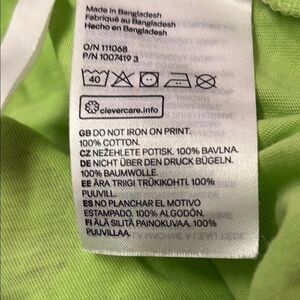 Made in Bangladesh
Fabriqué au Bangladesh
Hecho en Bangladesh
O/N 111068
P/N 1007419 3
40
clevercare.info
GB DO NOT IRON ON PRINT.
100% COTTON.
CZ NEŽEHLETE POTISK. 100% BAVLNA.
DE NICHT ÜBER DEN DRUCK BÜGELN.
100% BAUMWOLLE.
EE ÄRA TRIIGI TRÜKIKOHTI. 100%
PUUVILL.
ES NO PLANCHAR EL MOTIVO
ESTAMPADO. 100% ALGODÓN.
FI ÄLÄ SILITÄ PAINOKUVAA. 100%
PUUVILLAA.